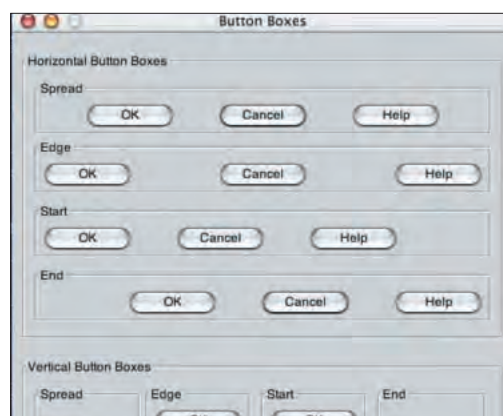 Button Boxes
Horizontal Button Boxes
Spread
OK Cancel Help
Edge
OK Cancel Help
Start
OK Cancel Help
End
OK Cancel Help
Vertical Button Boxes
Spread Edge Start End